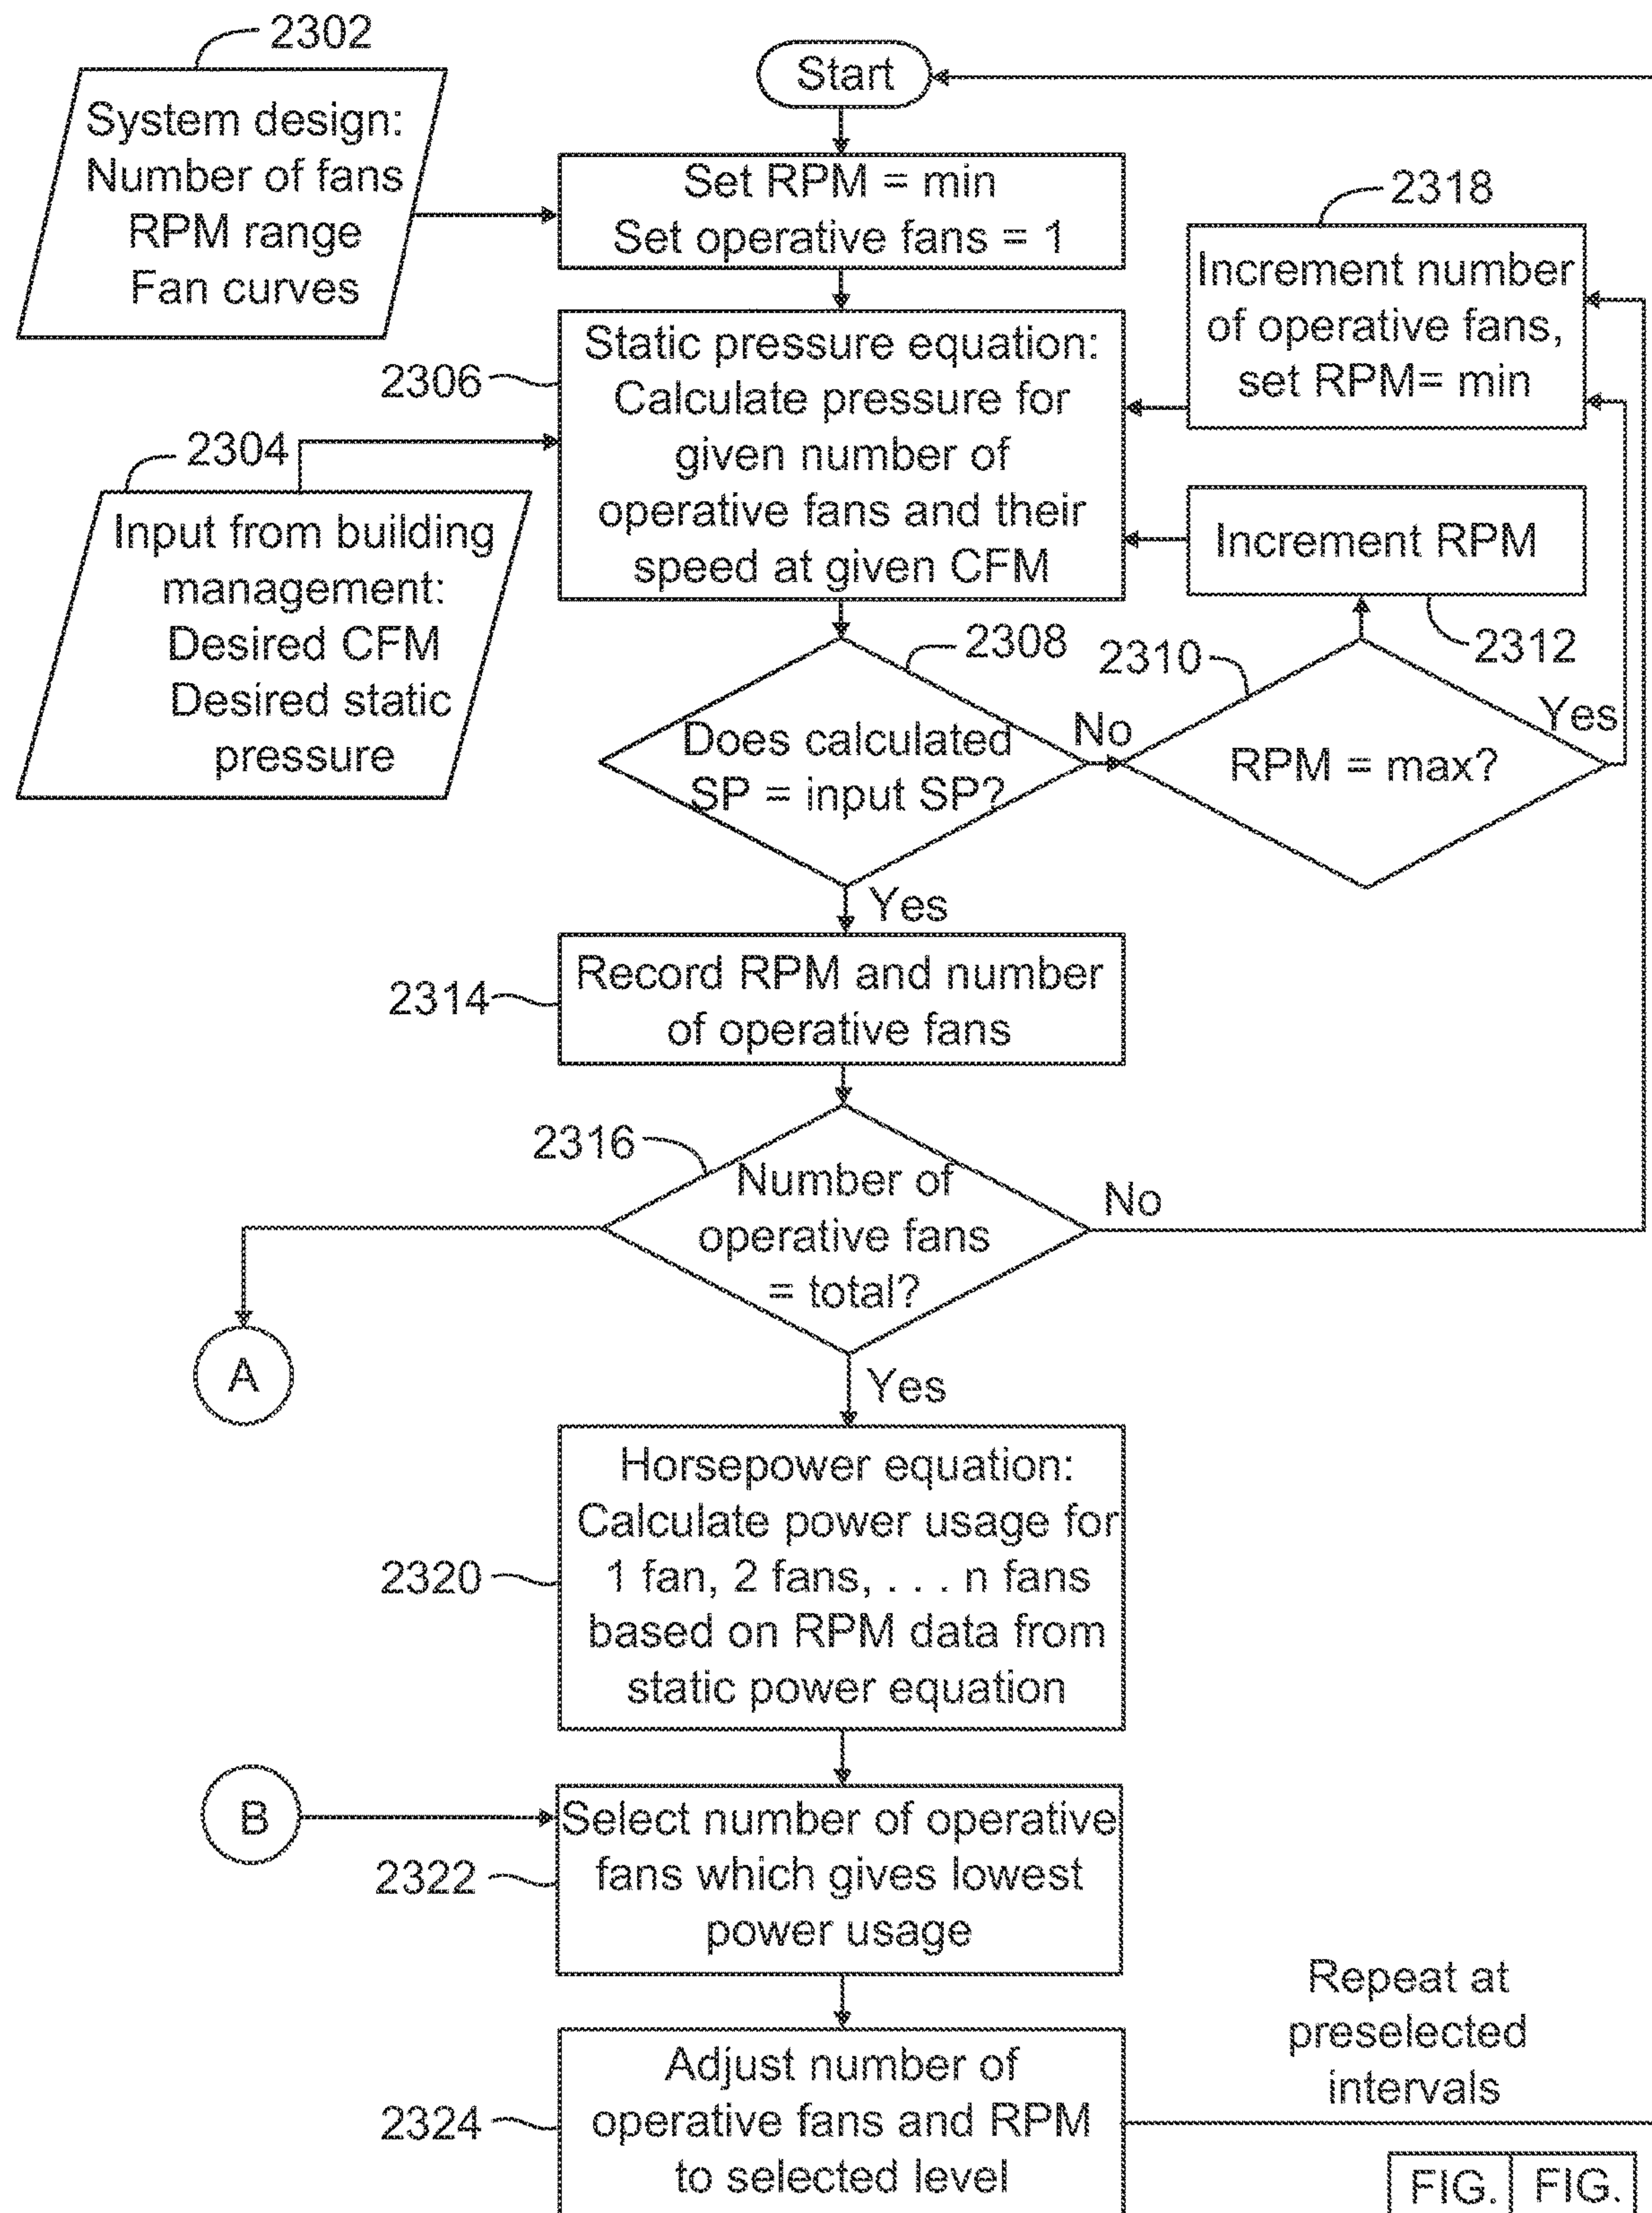 2302
Start
System design:
Number of fans
RPM range
Fan curves
Set RPM = min
Set operative fans = 1
2318
Increment number
of operative fans,
set RPM= min
2306
Static pressure equation:
Calculate pressure for
given number of
operative fans and their
speed at given CFM
2304
Input from building
management:
Desired CFM
Desired static
pressure
Increment RPM
2312
2308
2310
Does calculated
SP = input SP?
No
RPM = max?
Yes
Yes
2314
Record RPM and number
of operative fans
2316
Number of
operative fans
= total?
No
A
Yes
2320
Horsepower equation:
Calculate power usage for
1 fan, 2 fans, . . . n fans
based on RPM data from
static power equation
B
2322
Select number of operative
fans which gives lowest
power usage
Repeat at
preselected
intervals
2324
Adjust number of
operative fans and RPM
to selected level
FIG. FIG.